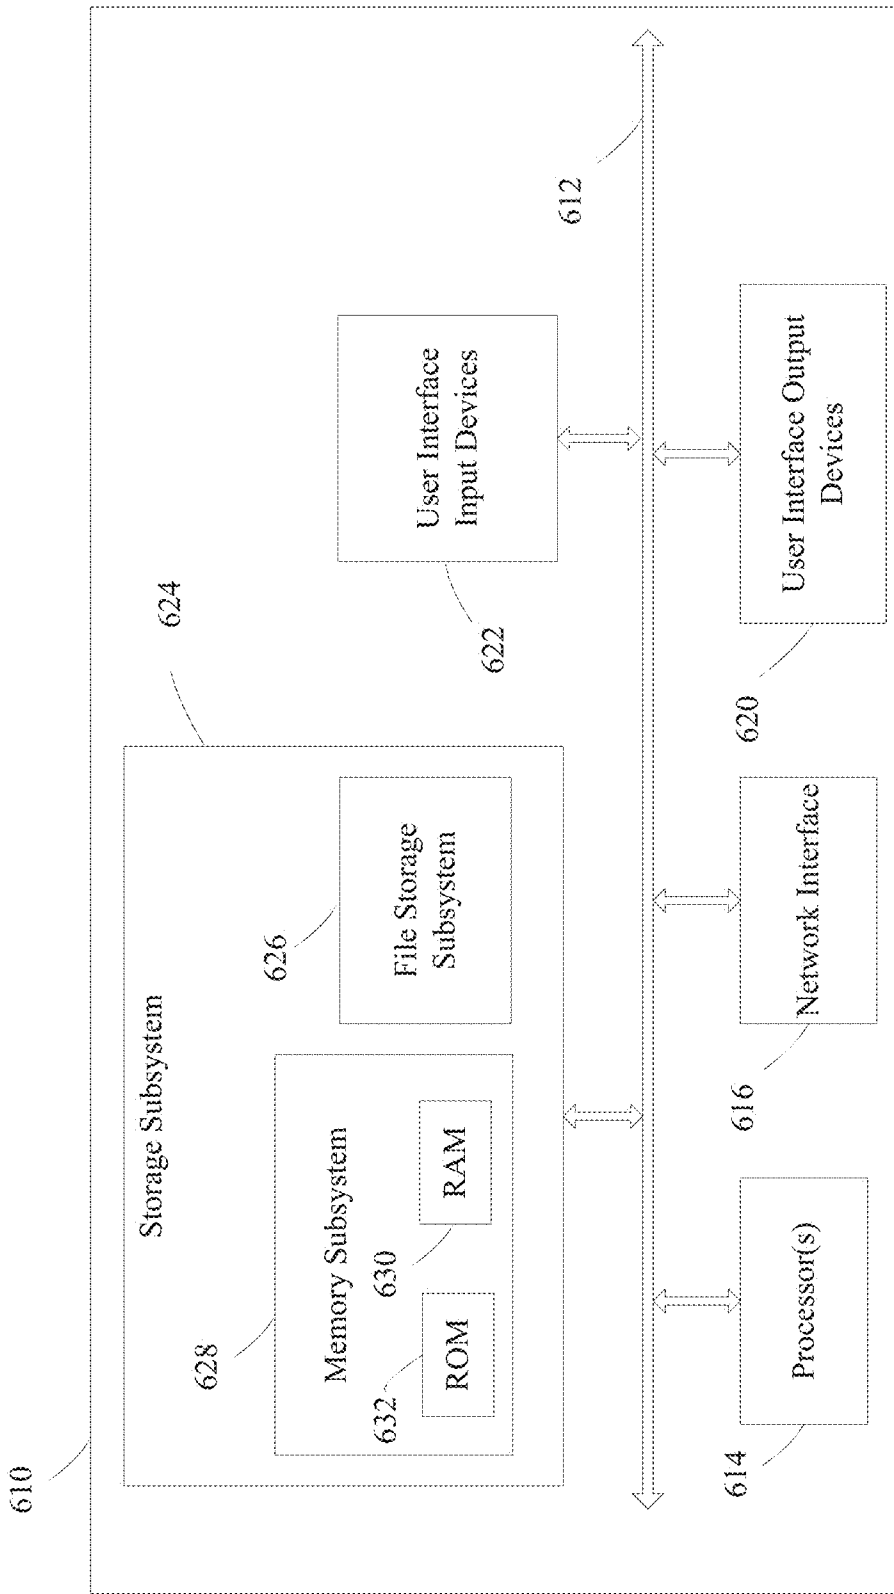 610
624
Storage Subsystem
628
626
Memory Subsystem
632
630
ROM
RAM
File Storage
Subsystem
622
User Interface
Input Devices
612
614
616
620
Processor(s)
Network Interface
User Interface Output
Devices